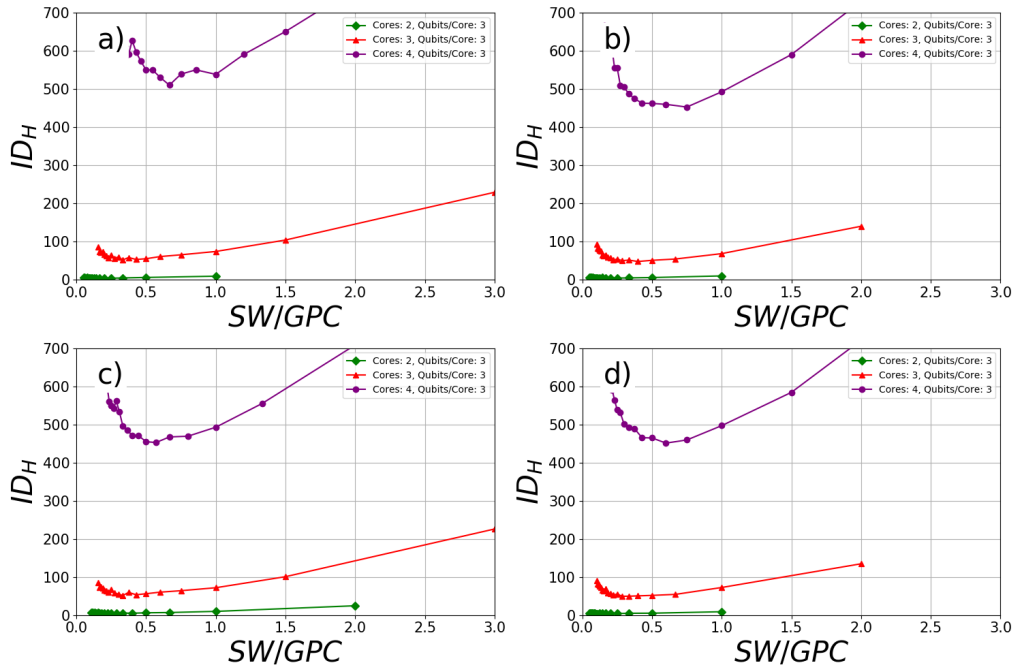 a)
Cores: 2, Qubits/Core: 3
Cores: 3, Qubits/Core: 3
Cores: 4, Qubits/Core: 3
700
600
500
400
300
200
100
0
ID_H
0.0 0.5 1.0 1.5 2.0 2.5 3.0
SW/GPC
b)
Cores: 2, Qubits/Core: 3
Cores: 3, Qubits/Core: 3
Cores: 4, Qubits/Core: 3
700
600
500
400
300
200
100
0
ID_H
0.0 0.5 1.0 1.5 2.0 2.5 3.0
SW/GPC
c)
Cores: 2, Qubits/Core: 3
Cores: 3, Qubits/Core: 3
Cores: 4, Qubits/Core: 3
700
600
500
400
300
200
100
0
ID_H
0.0 0.5 1.0 1.5 2.0 2.5 3.0
SW/GPC
d)
Cores: 2, Qubits/Core: 3
Cores: 3, Qubits/Core: 3
Cores: 4, Qubits/Core: 3
700
600
500
400
300
200
100
0
ID_H
0.0 0.5 1.0 1.5 2.0 2.5 3.0
SW/GPC